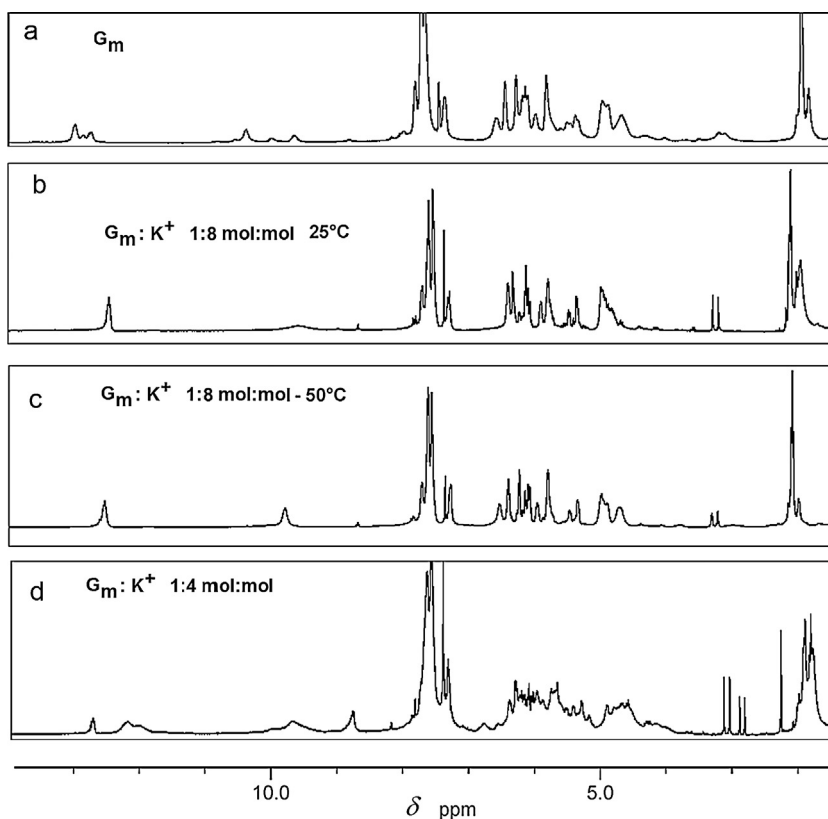 a
Gm
b
Gm : K+ 1:8 mol:mol 25°C
c
Gm : K+ 1:8 mol:mol - 50°C
d
Gm : K+ 1:4 mol:mol
10.0 5.0
δ ppm